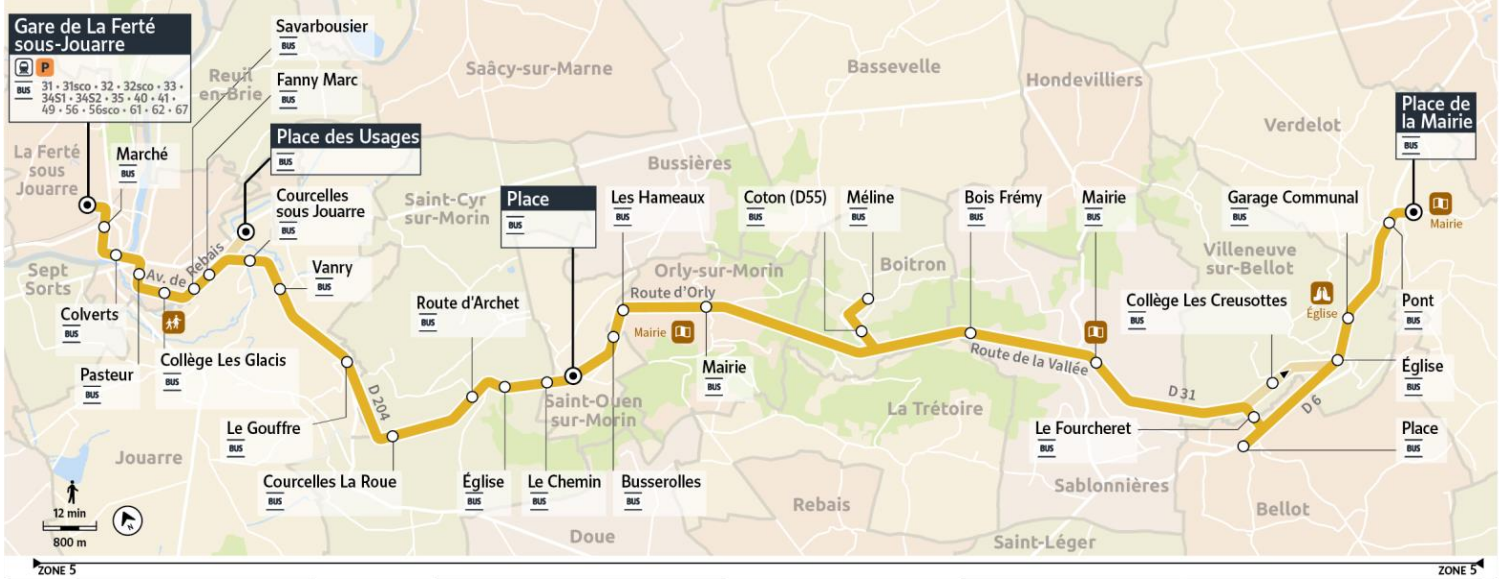 Gare de La Ferté
sous-Jouarre
P
BUS
31 • 31sco • 32 • 32sco • 33 •
34S1 • 34S2 • 35 • 40 • 41 •
49 • 56 • 56sco • 61 • 62 • 67
Savarbousier
BUS
Reuil
en-Brie
Fanny Marc
BUS
Saâcy-sur-Marne
Bassevelle
Hondevilliers
Place de
la Mairie
BUS
Verdelot
Place des Usages
BUS
La Ferté
sous
Jouarre
Marché
BUS
Bussières
Courcelles
sous Jouarre
BUS
Saint-Cyr
sur-Morin
Place
BUS
Les Hameaux
BUS
Coton (D55)
BUS
Méline
BUS
Bois Frémy
BUS
Mairie
BUS
Garage Communal
BUS
Mairie
Villeneuve
sur-Bellot
Av. de Rebais
Sept
Sorts
Vanry
BUS
Orly-sur-Morin
Boitron
Route d'Orly
Route d'Archet
BUS
Collège Les Creusottes
BUS
Église
Pont
BUS
Colverts
BUS
Mairie
Collège Les Glacis
BUS
Pasteur
BUS
Mairie
BUS
Route de la Vallée
Église
BUS
D 204
Saint-Ouen
sur-Morin
La Trétoire
D 31
D 6
Le Gouffre
BUS
Le Fourcheret
BUS
Place
BUS
Jouarre
Courcelles La Roue
BUS
Église
BUS
Le Chemin
BUS
Busserolles
BUS
Sablonnières
Rebais
Bellot
12 min
800 m
N
Doue
Saint-Léger
ZONE 5
ZONE 5